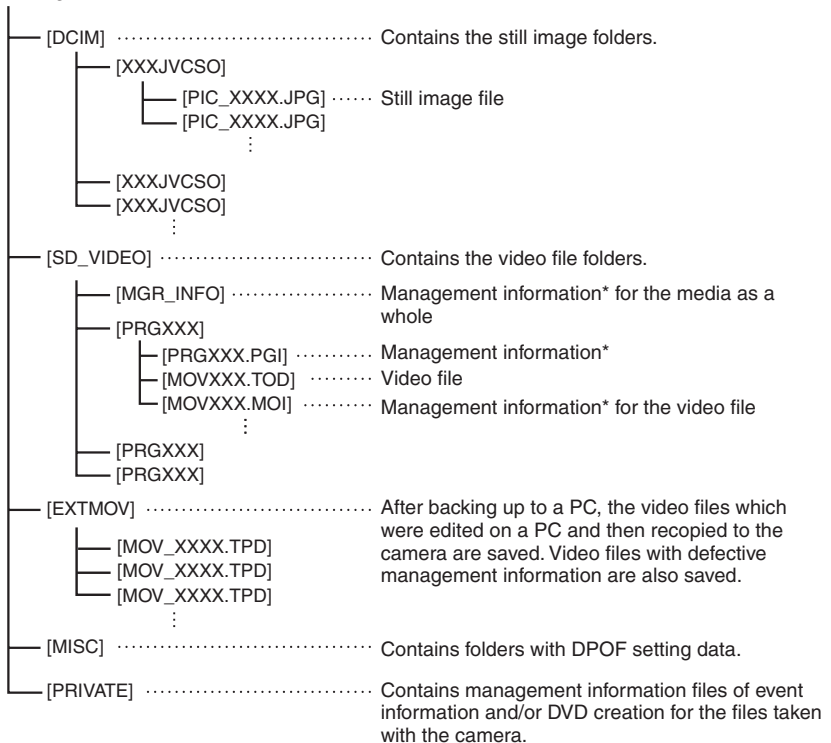 [DCIM] Contains the still image folders.
[XXXJVCSO]
[PIC_XXXX.JPG] Still image file
[PIC_XXXX.JPG]
[XXXJVCSO]
[XXXJVCSO]
[SD_VIDEO] Contains the video file folders.
[MGR_INFO] Management information* for the media as a
whole
[PRGXXX]
[PRGXXX.PGI] Management information*
[MOVXXX.TOD] Video file
[MOVXXX.MOI] Management information* for the video file
[PRGXXX]
[PRGXXX]
[EXTMOV] After backing up to a PC, the video files which
were edited on a PC and then recopied to the
[MOV_XXXX.TPD] camera are saved. Video files with defective
[MOV_XXXX.TPD] management information are also saved.
[MOV_XXXX.TPD]
[MISC] Contains folders with DPOF setting data.
[PRIVATE] Contains management information files of event
information and/or DVD creation for the files taken
with the camera.